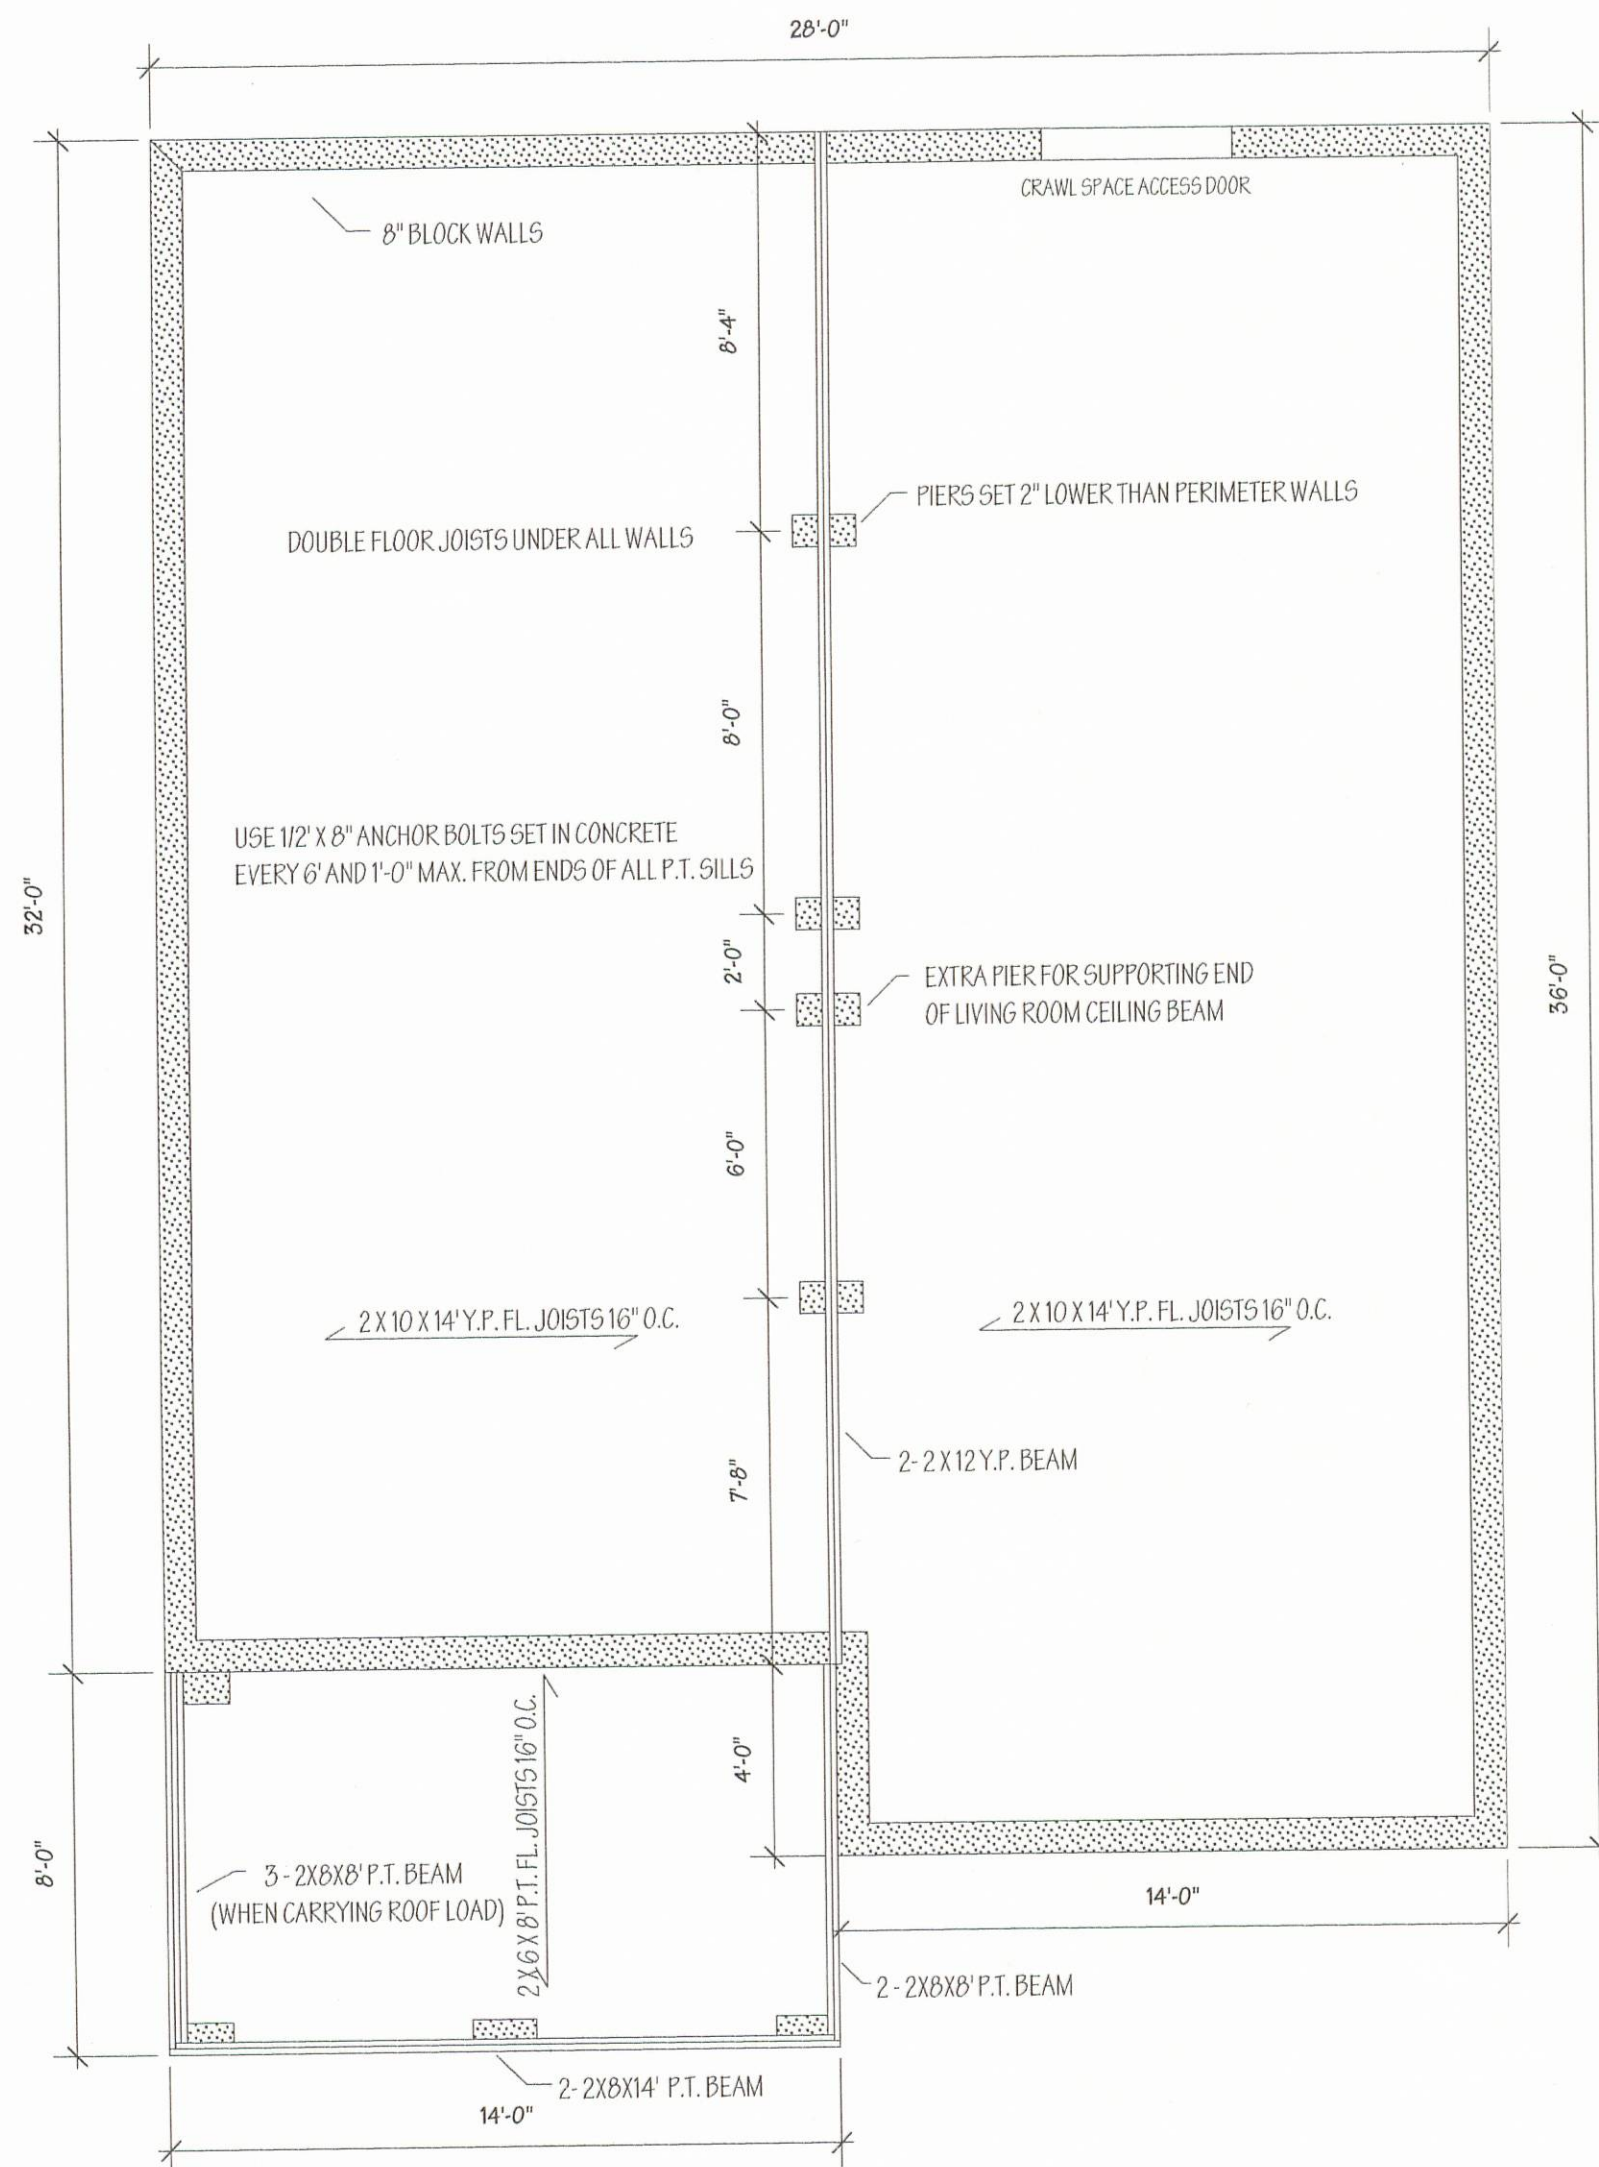 28'-0"
CRAWL SPACE ACCESS DOOR
8" BLOCK WALLS
8'-4"
PIERS SET 2" LOWER THAN PERIMETER WALLS
DOUBLE FLOOR JOISTS UNDER ALL WALLS
8'-0"
USE 1/2' X 8" ANCHOR BOLTS SET IN CONCRETE
EVERY 6' AND 1'-0" MAX. FROM ENDS OF ALL P.T. SILLS
32'-0"
2'-0"
EXTRA PIER FOR SUPPORTING END
OF LIVING ROOM CEILING BEAM
36'-0"
6'-0"
2 X 10 X 14' Y.P. FL. JOISTS 16" O.C.
2 X 10 X 14' Y.P. FL. JOISTS 16" O.C.
2- 2 X 12 Y.P. BEAM
7'-8"
2 X 6 X 8' P.T. FL. JOISTS 16" O.C.
4'-0"
8'-0"
3 - 2X8X8' P.T. BEAM
(WHEN CARRYING ROOF LOAD)
14'-0"
2 - 2X8X8' P.T. BEAM
2- 2X8X14' P.T. BEAM
14'-0"